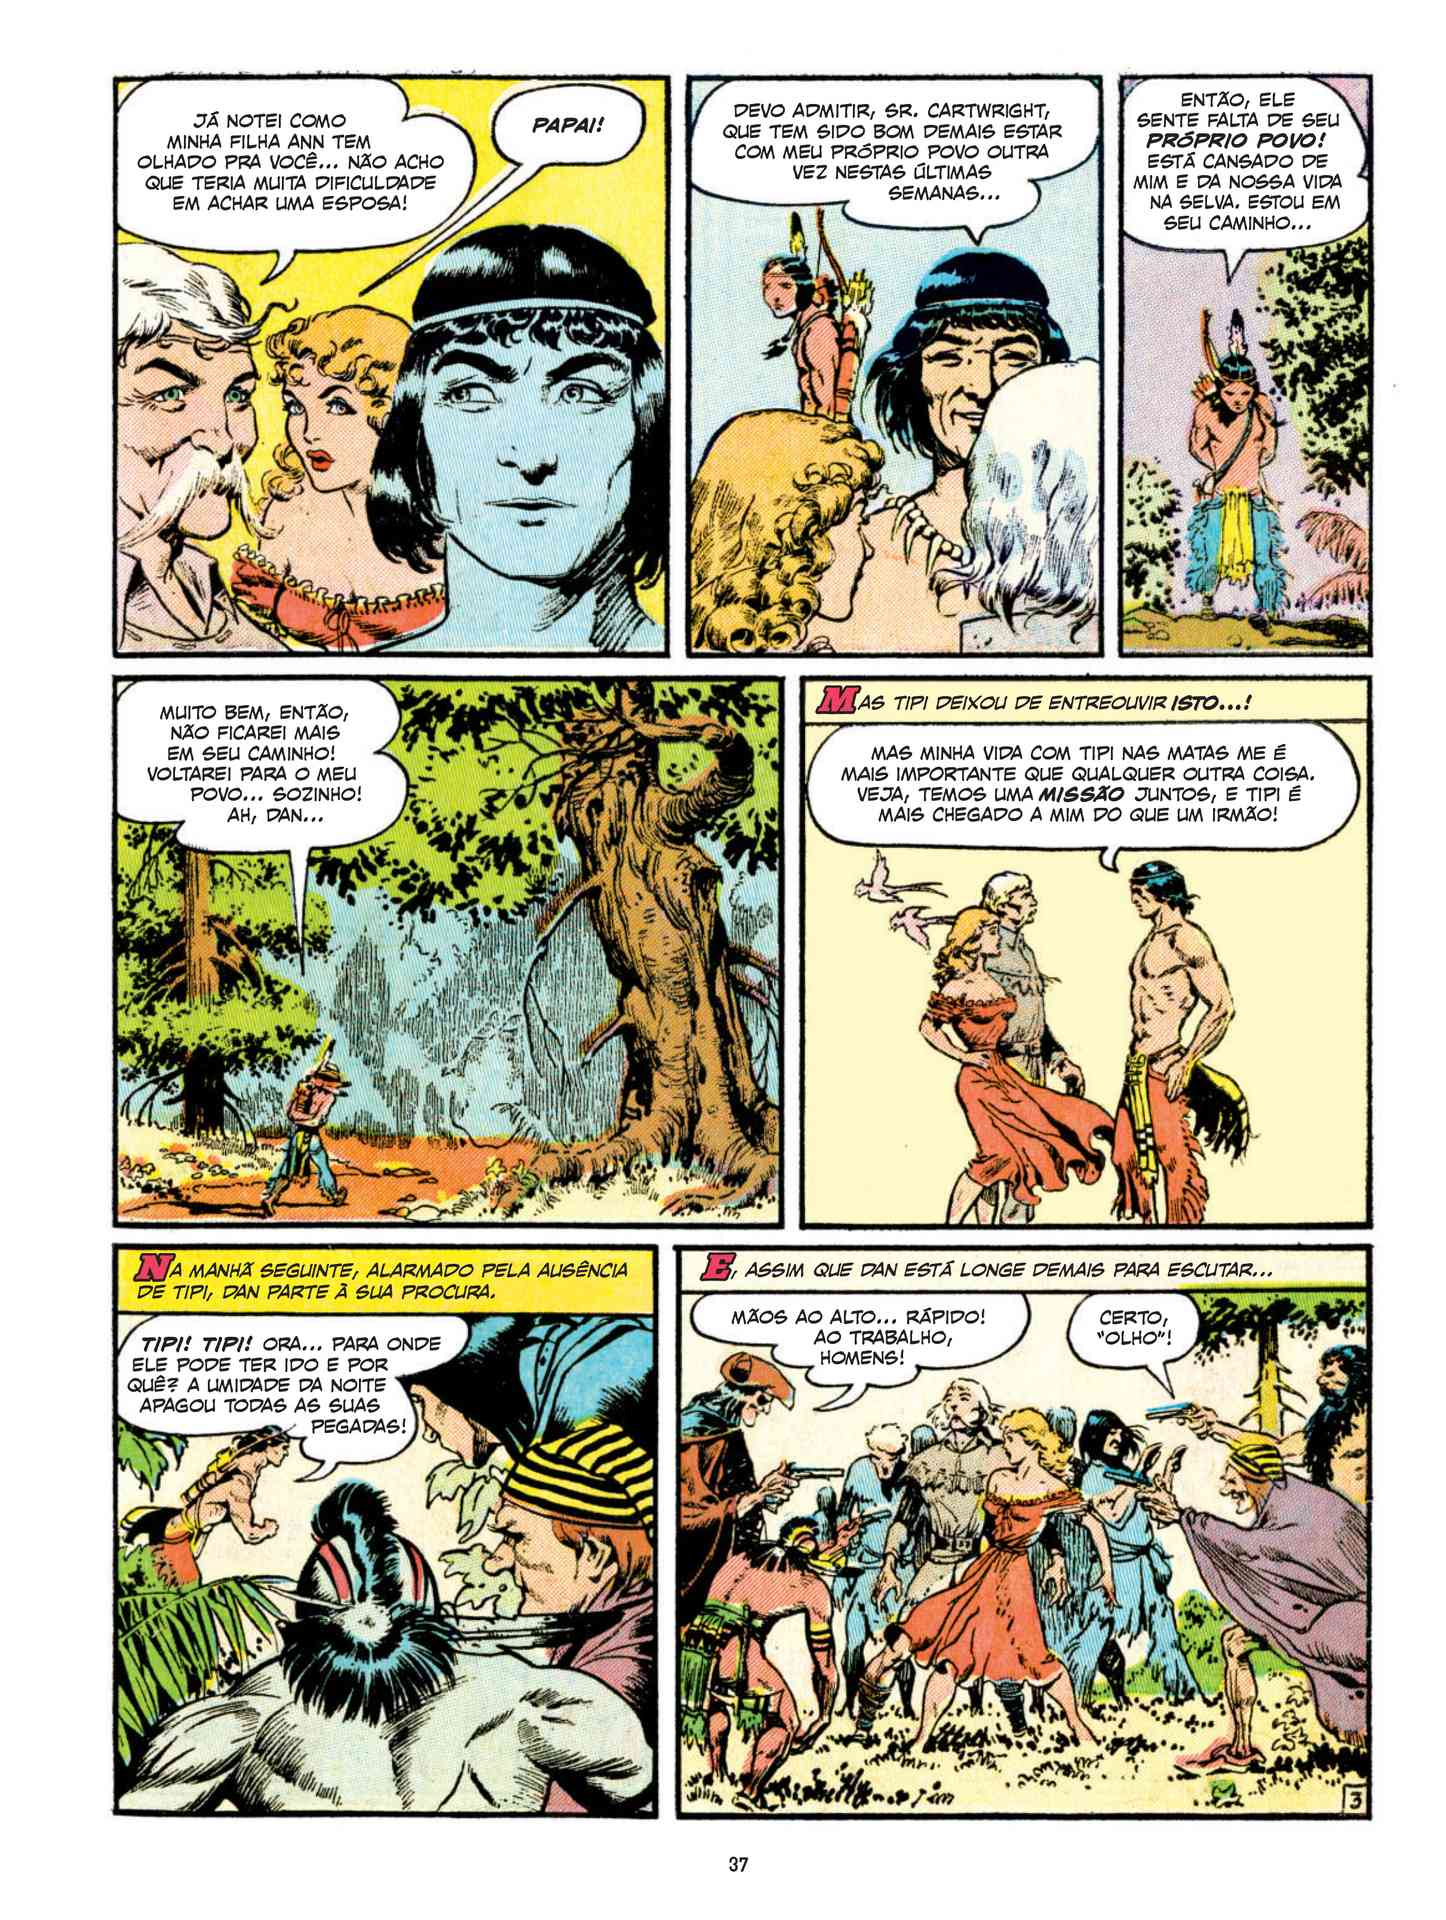 JÁ NOTEI COMO
MINHA FILHA ANN TEM
OLHADO PRA VOCÊ... NÃO ACHO
QUE TERIA MUITA DIFICULDADE
EM ACHAR UMA ESPOSA!
PAPAI!
DEVO ADMITIR, SR. CARTWRIGHT,
QUE TEM SIDO BOM DEMAIS ESTAR
COM MEU PRÓPRIO POVO OUTRA
VEZ NESTAS ÚLTIMAS
SEMANAS...
ENTÃO, ELE
SENTE FALTA DE SEU
PRÓPRIO POVO!
ESTÁ CANSADO DE
MIM E DA NOSSA VIDA
NA SELVA. ESTOU EM
SEU CAMINHO...
MUITO BEM, ENTÃO,
NÃO FICAREI MAIS
EM SEU CAMINHO!
VOLTAREI PARA O MEU
POVO... SOZINHO!
AH, DAN...
MAS TIPI DEIXOU DE ENTREOUVIR ISTO...!
MAS MINHA VIDA COM TIPI NAS MATAS ME É
MAIS IMPORTANTE QUE QUALQUER OUTRA COISA.
VEJA, TEMOS UMA MISSÃO JUNTOS, E TIPI É
MAIS CHEGADO A MIM DO QUE UM IRMÃO!
NA MANHÃ SEGUINTE, ALARMADO PELA AUSÊNCIA
DE TIPI, DAN PARTE À SUA PROCURA.
TIPI! TIPI! ORA... PARA ONDE
ELE PODE TER IDO E POR
QUÊ? A UMIDADE DA NOITE
APAGOU TODAS AS SUAS
PEGADAS!
E, ASSIM QUE DAN ESTÁ LONGE DEMAIS PARA ESCUTAR...
MÃOS AO ALTO... RÁPIDO!
AO TRABALHO,
HOMENS!
CERTO,
"OLHO"!
3
37